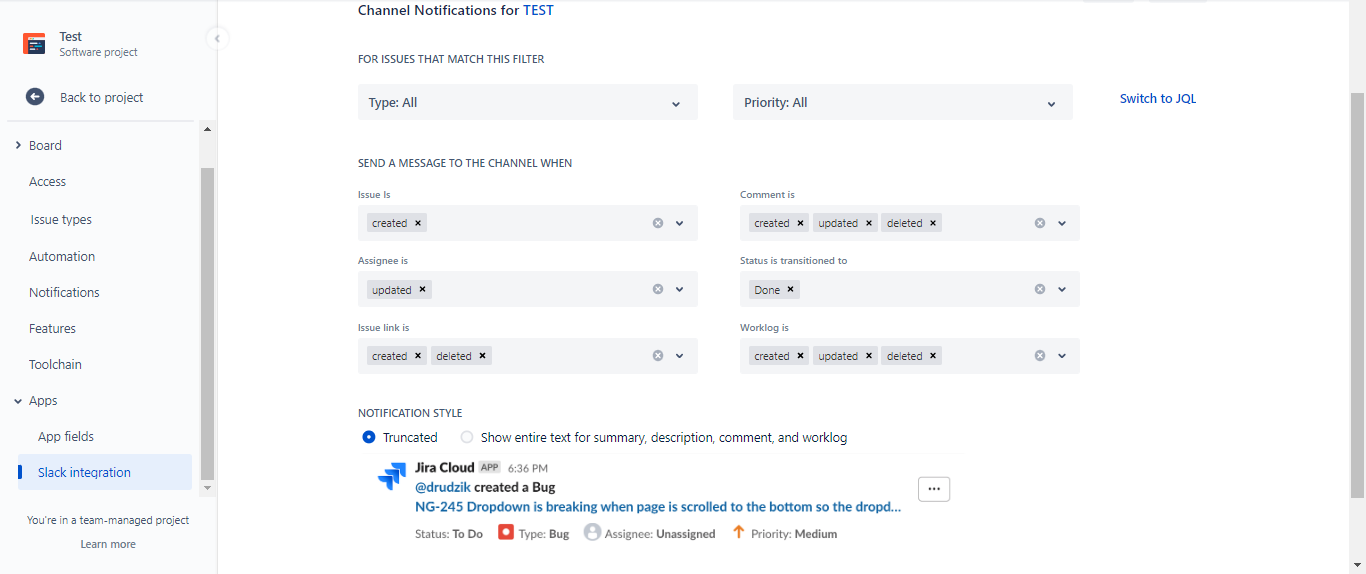 Test
Software project
Back to project
Board
Access
Issue types
Automation
Notifications
Features
Toolchain
Apps
App fields
Slack integration
You're in a team-managed project
Learn more
Channel Notifications for TEST
FOR ISSUES THAT MATCH THIS FILTER
Type: All
Priority: All
Switch to JQL
SEND A MESSAGE TO THE CHANNEL WHEN
Issue Is
created
Comment is
created updated deleted
Assignee is
updated
Status is transitioned to
Done
Issue link is
created deleted
Worklog is
created updated deleted
NOTIFICATION STYLE
Truncated Show entire text for summary, description, comment, and worklog
Jira Cloud APP 6:36 PM
@drudzik created a Bug
NG-245 Dropdown is breaking when page is scrolled to the bottom so the dropd...
Status: To Do Type: Bug Assignee: Unassigned Priority: Medium